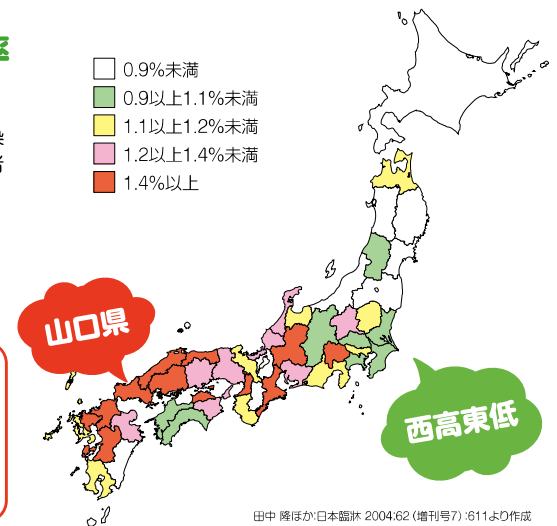 率
0.9%未満
0.9以上1.1%未満
1.1以上1.2%未満
1.2以上1.4%未満
1.4%以上
山口県
西高東低
田中 隆ほか:日本臨牀 2004:62 (増刊号7) :611より作成